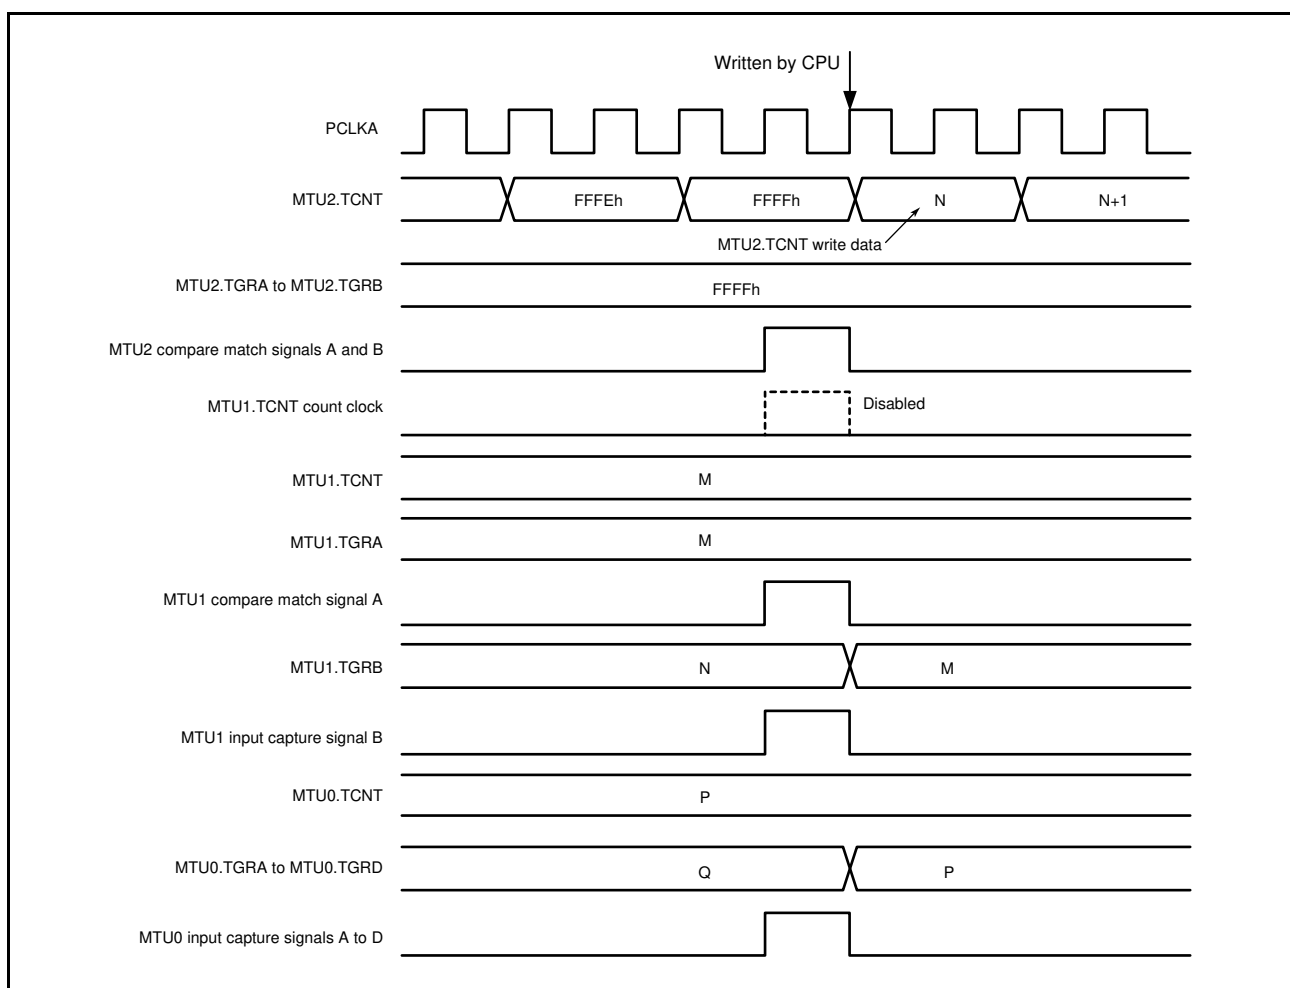 Written by CPU
PCLKA
MTU2.TCNT FFFEh FFFFh N N+1
MTU2.TCNT write data
MTU2.TGRA to MTU2.TGRB FFFFh
MTU2 compare match signals A and B
MTU1.TCNT count clock Disabled
MTU1.TCNT M
MTU1.TGRA M
MTU1 compare match signal A
MTU1.TGRB N M
MTU1 input capture signal B
MTU0.TCNT P
MTU0.TGRA to MTU0.TGRD Q P
MTU0 input capture signals A to D